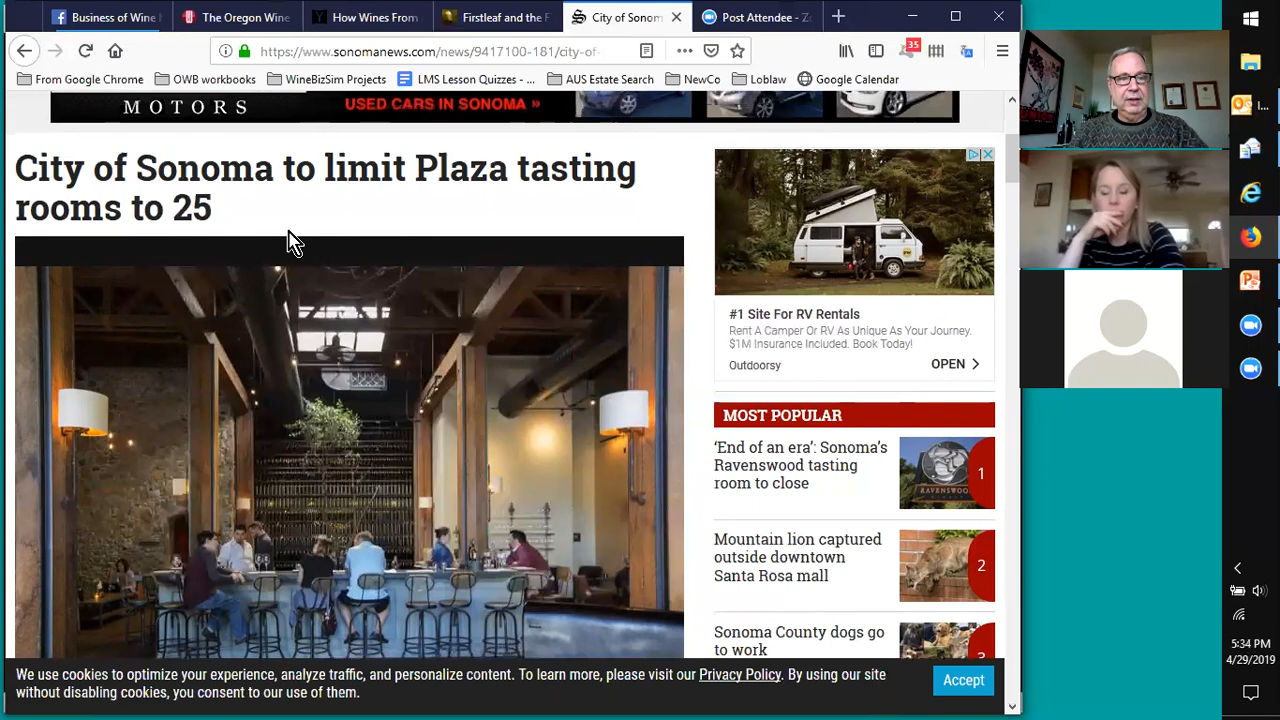 Business of Wine
The Oregon Wine
How Wines From
Firstleaf and the F
City of Sonom
Post Attendee - Z
https://www.sonomanews.com/news/9417100-181/city-of-
35
From Google Chrome
OWB workbooks
WineBizSim Projects
LMS Lesson Quizzes - ...
AUS Estate Search
NewCo
Loblaw
Google Calendar
MOTORS
USED CARS IN SONOMA »
City of Sonoma to limit Plaza tasting
rooms to 25
#1 Site For RV Rentals
Rent A Camper Or RV As Unique As Your Journey.
$1M Insurance Included. Book Today!
Outdoorsy
OPEN
MOST POPULAR
‘End of an era’: Sonoma’s
Ravenswood tasting
room to close
RAVENSWOOD
1
Mountain lion captured
outside downtown
Santa Rosa mall
2
Sonoma County dogs go
to work
3
We use cookies to optimize your experience, analyze traffic, and personalize content. To learn more, please visit our Privacy Policy. By using our site
without disabling cookies, you consent to our use of them.
Accept
I...
5:34 PM
4/29/2019